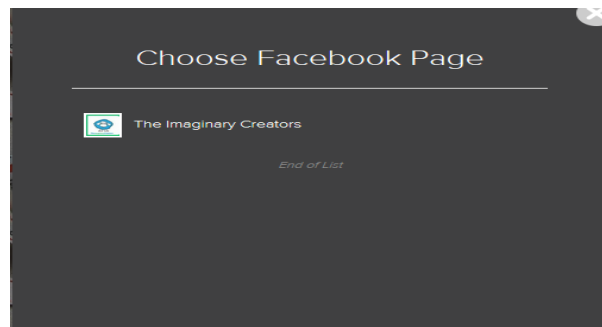 Choose Facebook Page
The Imaginary Creators
End of List